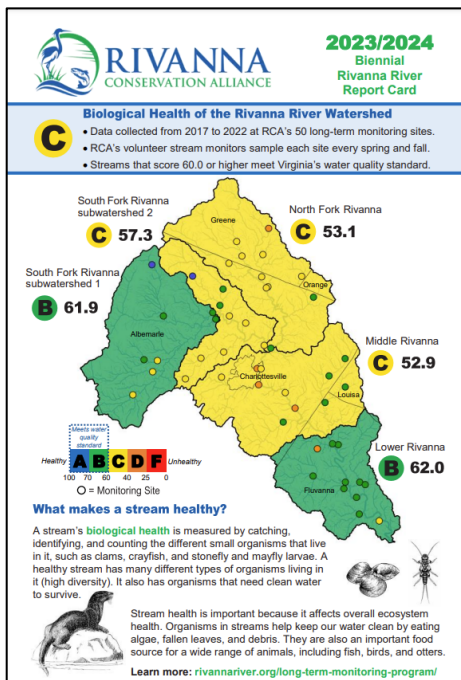 RIVANNA
CONSERVATION ALLIANCE
2023/2024
Biennial
Rivanna River
Report Card
C
Biological Health of the Rivanna River Watershed
• Data collected from 2017 to 2022 at RCA's 50 long-term monitoring sites.
• RCA's volunteer stream monitors sample each site every spring and fall.
• Streams that score 60.0 or higher meet Virginia's water quality standard.
South Fork Rivanna
subwatershed 2
C 57.3
North Fork Rivanna
C 53.1
Greene
Orange
South Fork Rivanna
subwatershed 1
B 61.9
Albemarle
Middle Rivanna
C 52.9
Charlottesville
Louisa
Lower Rivanna
B 62.0
Fluvanna
Meets water
quality
standard
Healthy A B C D F Unhealthy
100 80 60 40 20 0
O = Monitoring Site
What makes a stream healthy?
A stream's biological health is measured by catching,
identifying, and counting the different small organisms that live
in it, such as clams, crayfish, and stonefly and mayfly larvae. A
healthy stream has many different types of organisms living in
it (high diversity). It also has organisms that need clean water
to survive.
Stream health is important because it affects overall ecosystem
health. Organisms in streams help keep our water clean by eating
algae, fallen leaves, and debris. They are also an important food
source for a wide range of animals, including fish, birds, and otters.
Learn more: rivannariver.org/long-term-monitoring-program/